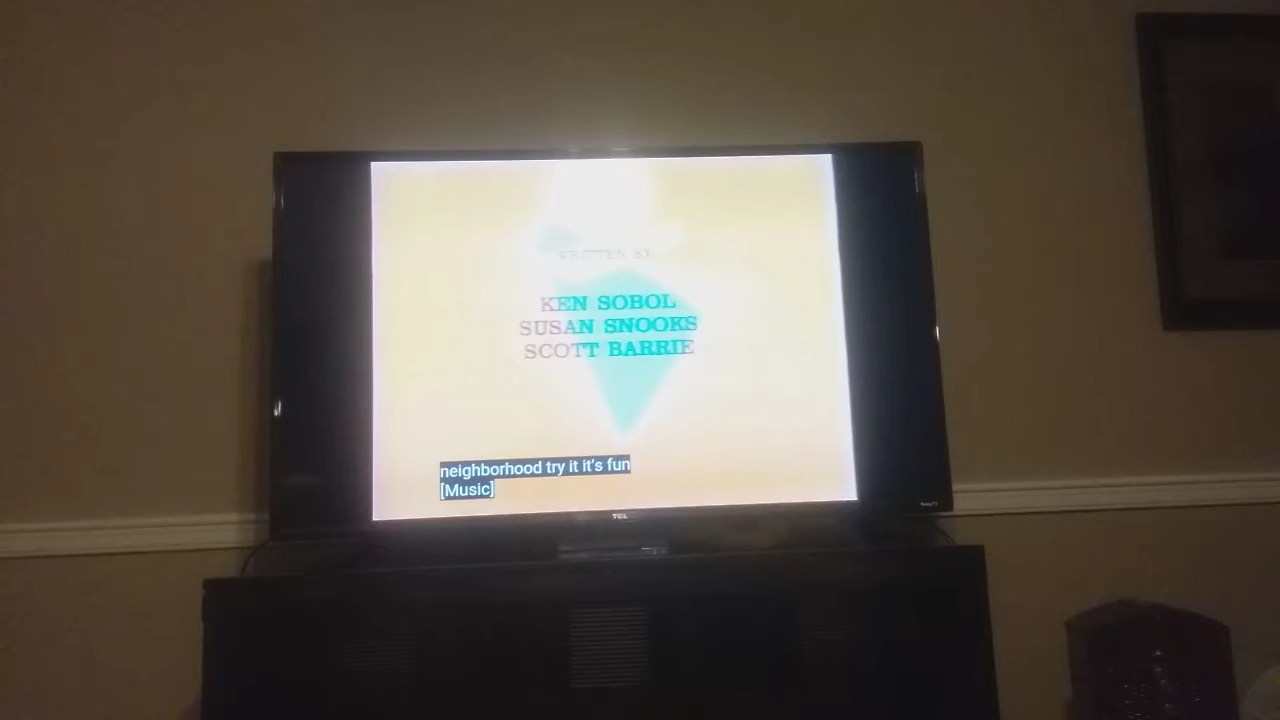 WRITTEN BY
KEN SOBOL
SUSAN SNOOKS
SCOTT BARRIE
neighborhood try it it's fun
[Music]
TCL